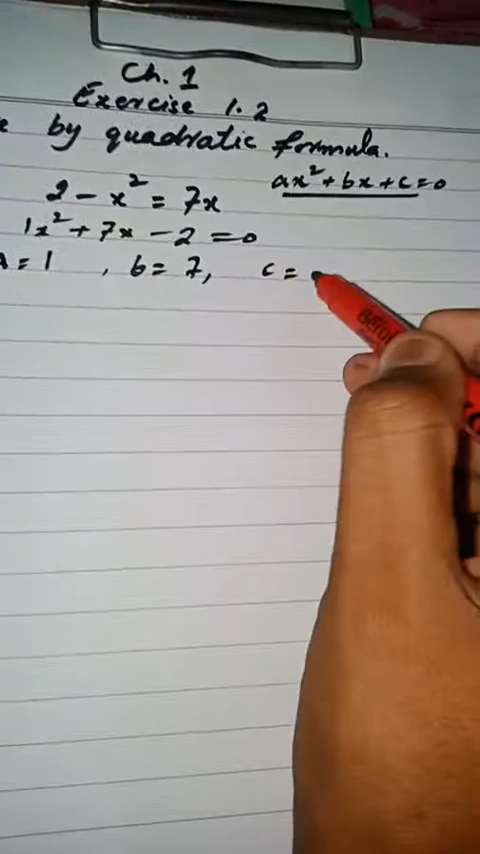 Ch. 1
Exercise 1.2
by quadratic formula.
ax² + bx + c = 0
2 - x² = 7x
1x² + 7x - 2 = 0
= 1 , b = 7, c =